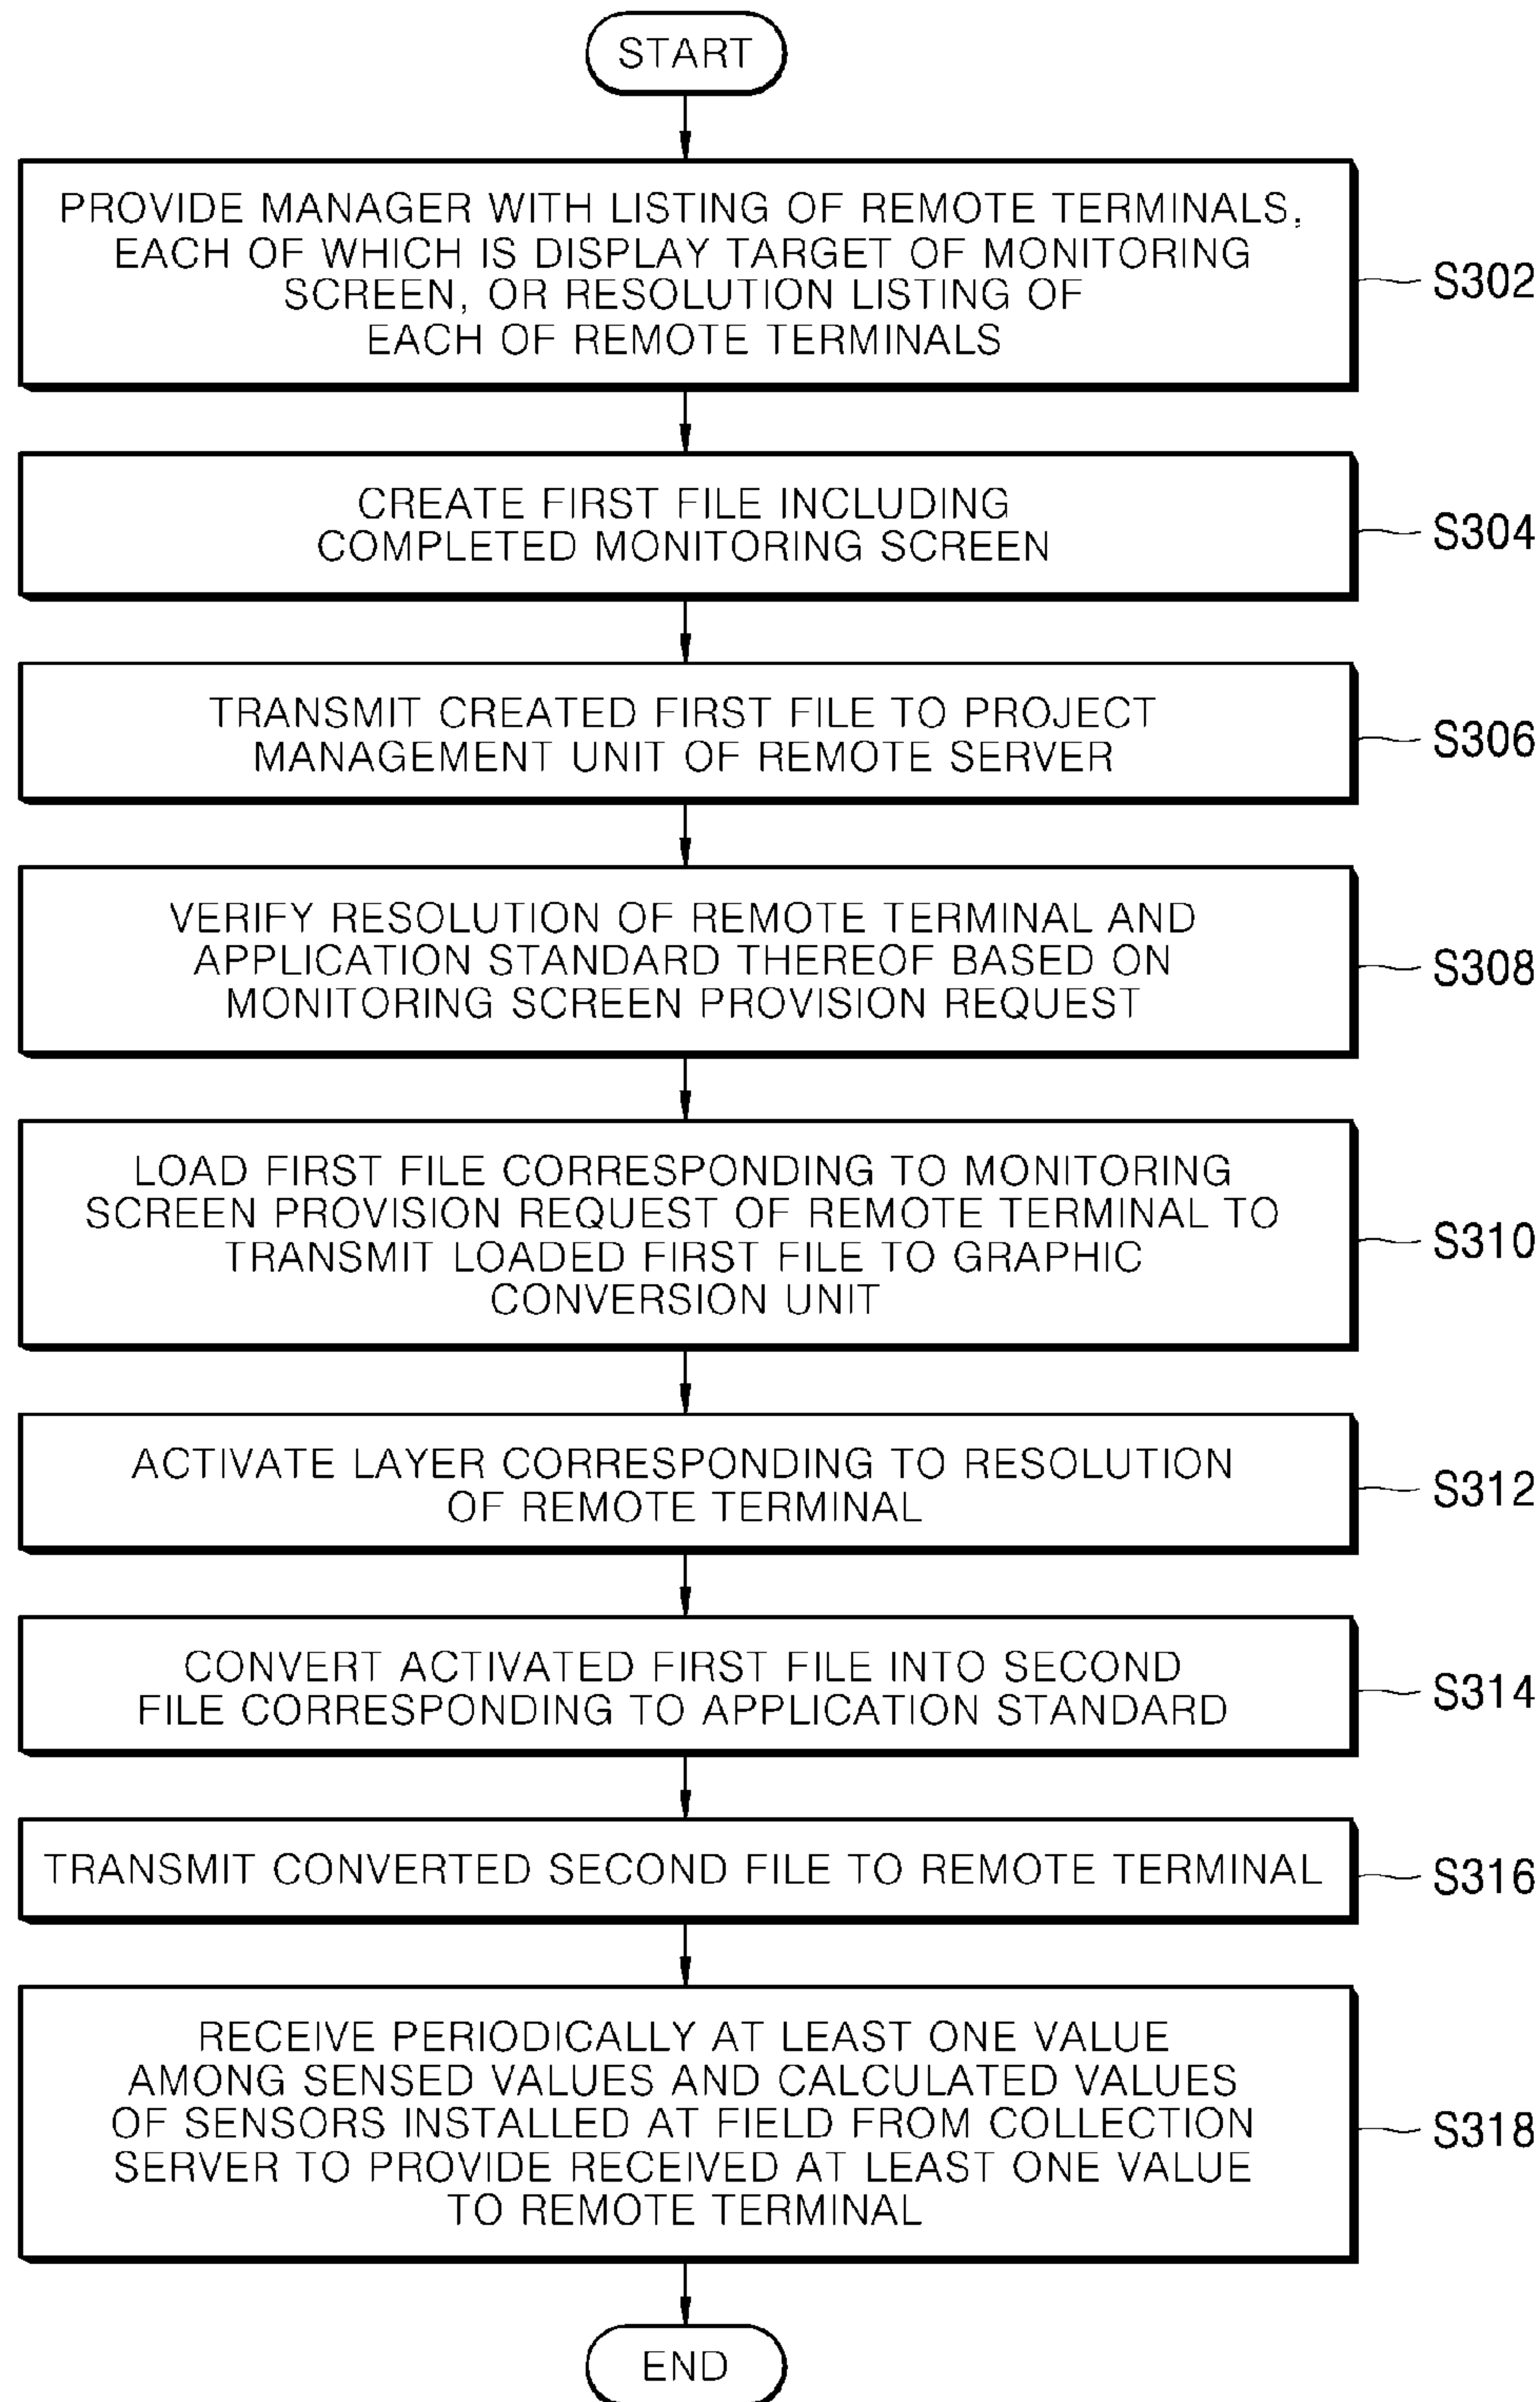 START
PROVIDE MANAGER WITH LISTING OF REMOTE TERMINALS,
EACH OF WHICH IS DISPLAY TARGET OF MONITORING
SCREEN, OR RESOLUTION LISTING OF
EACH OF REMOTE TERMINALS
S302
CREATE FIRST FILE INCLUDING
COMPLETED MONITORING SCREEN
S304
TRANSMIT CREATED FIRST FILE TO PROJECT
MANAGEMENT UNIT OF REMOTE SERVER
S306
VERIFY RESOLUTION OF REMOTE TERMINAL AND
APPLICATION STANDARD THEREOF BASED ON
MONITORING SCREEN PROVISION REQUEST
S308
LOAD FIRST FILE CORRESPONDING TO MONITORING
SCREEN PROVISION REQUEST OF REMOTE TERMINAL TO
TRANSMIT LOADED FIRST FILE TO GRAPHIC
CONVERSION UNIT
S310
ACTIVATE LAYER CORRESPONDING TO RESOLUTION
OF REMOTE TERMINAL
S312
CONVERT ACTIVATED FIRST FILE INTO SECOND
FILE CORRESPONDING TO APPLICATION STANDARD
S314
TRANSMIT CONVERTED SECOND FILE TO REMOTE TERMINAL
S316
RECEIVE PERIODICALLY AT LEAST ONE VALUE
AMONG SENSED VALUES AND CALCULATED VALUES
OF SENSORS INSTALLED AT FIELD FROM COLLECTION
SERVER TO PROVIDE RECEIVED AT LEAST ONE VALUE
TO REMOTE TERMINAL
S318
END